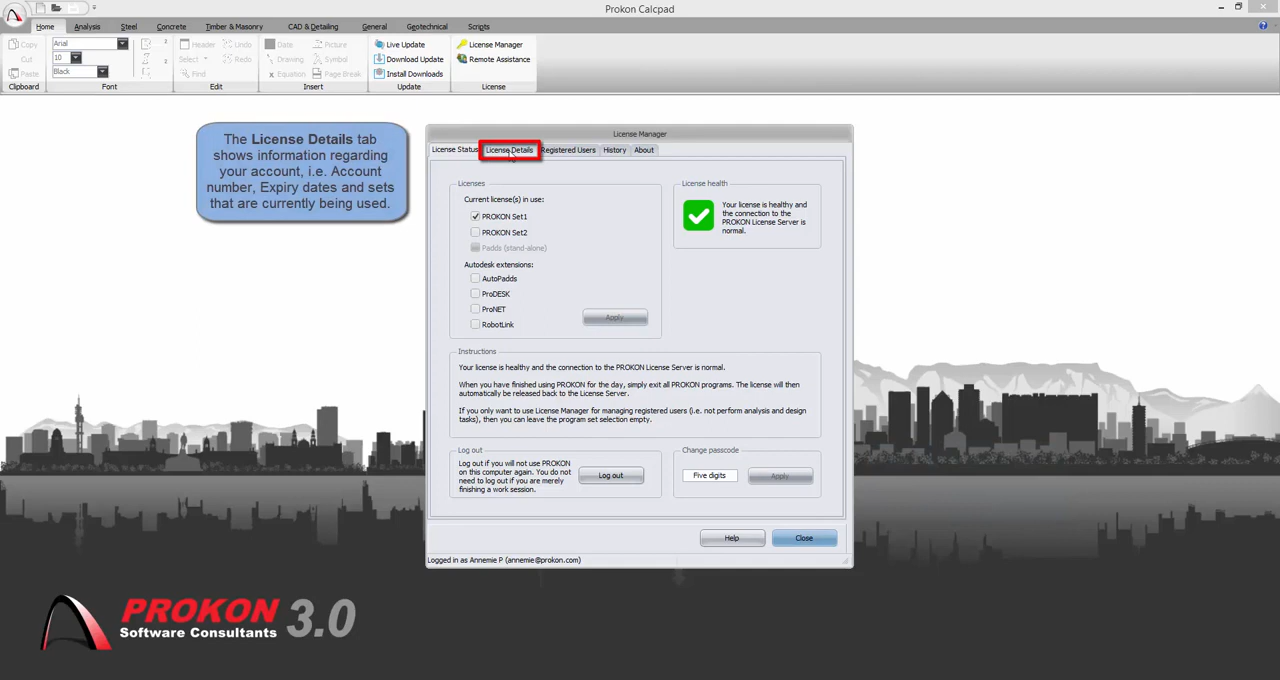 Prokon Calcpad
Home Analysis Steel Concrete Timber & Masonry CAD & Detailing General Geotechnical Scripts
Copy
Cut
Paste
Clipboard
Arial
10
Black
2
2
Font
Header Undo
Select Redo
Find
Edit
Date Picture
Drawing Symbol
x Equation Page Break
Insert
Live Update
Download Update
Install Downloads
Update
License Manager
Remote Assistance
License
The License Details tab
shows information regarding
your account, i.e. Account
number, Expiry dates and sets
that are currently being used.
License Manager
License Status License Details Registered Users History About
Licenses
Current license(s) in use:
PROKON Set1
PROKON Set2
Padds (stand-alone)
Autodesk extensions:
AutoPadds
ProDESK
ProNET
RobotLink
Apply
License health
Your license is healthy and
the connection to the
PROKON License Server is
normal.
Instructions
Your license is healthy and the connection to the PROKON License Server is normal.
When you have finished using PROKON for the day, simply exit all PROKON programs. The license will then
automatically be released back to the License Server.
If you only want to use License Manager for managing registered users (i.e. not perform analysis and design
tasks), then you can leave the program set selection empty.
Log out
Log out if you will not use PROKON
on this computer again. You do not
need to log out if you are merely
finishing a work session.
Log out
Change passcode
Five digits
Apply
Help Close
Logged in as Annemie P (annemie@prokon.com)
PROKON 3.0
Software Consultants